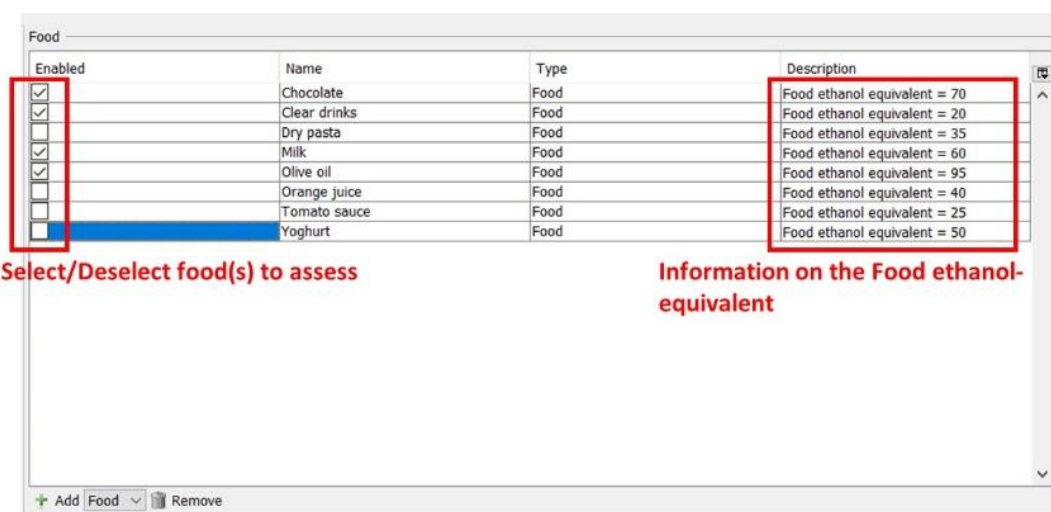 Food
Enabled Name Type Description
Chocolate Food Food ethanol equivalent = 70
Clear drinks Food Food ethanol equivalent = 20
Dry pasta Food Food ethanol equivalent = 35
Milk Food Food ethanol equivalent = 60
Olive oil Food Food ethanol equivalent = 95
Orange juice Food Food ethanol equivalent = 40
Tomato sauce Food Food ethanol equivalent = 25
Yoghurt Food Food ethanol equivalent = 50
Select/Deselect food(s) to assess
Information on the Food ethanol-
equivalent
Add Food Remove